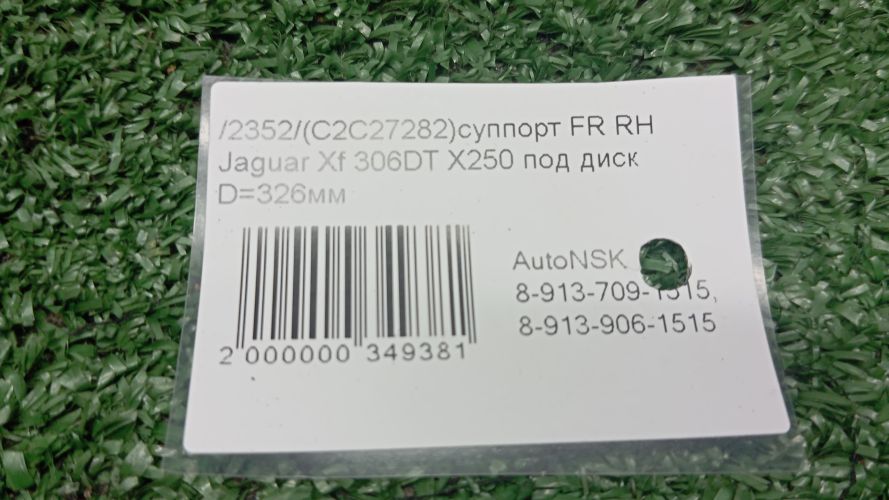 /2352/(C2C27282)суппорт FR RH
Jaguar Xf 306DT X250 под диск
D=326мм
AutoNSK
8-913-709-1515,
8-913-906-1515
2 000000 349381